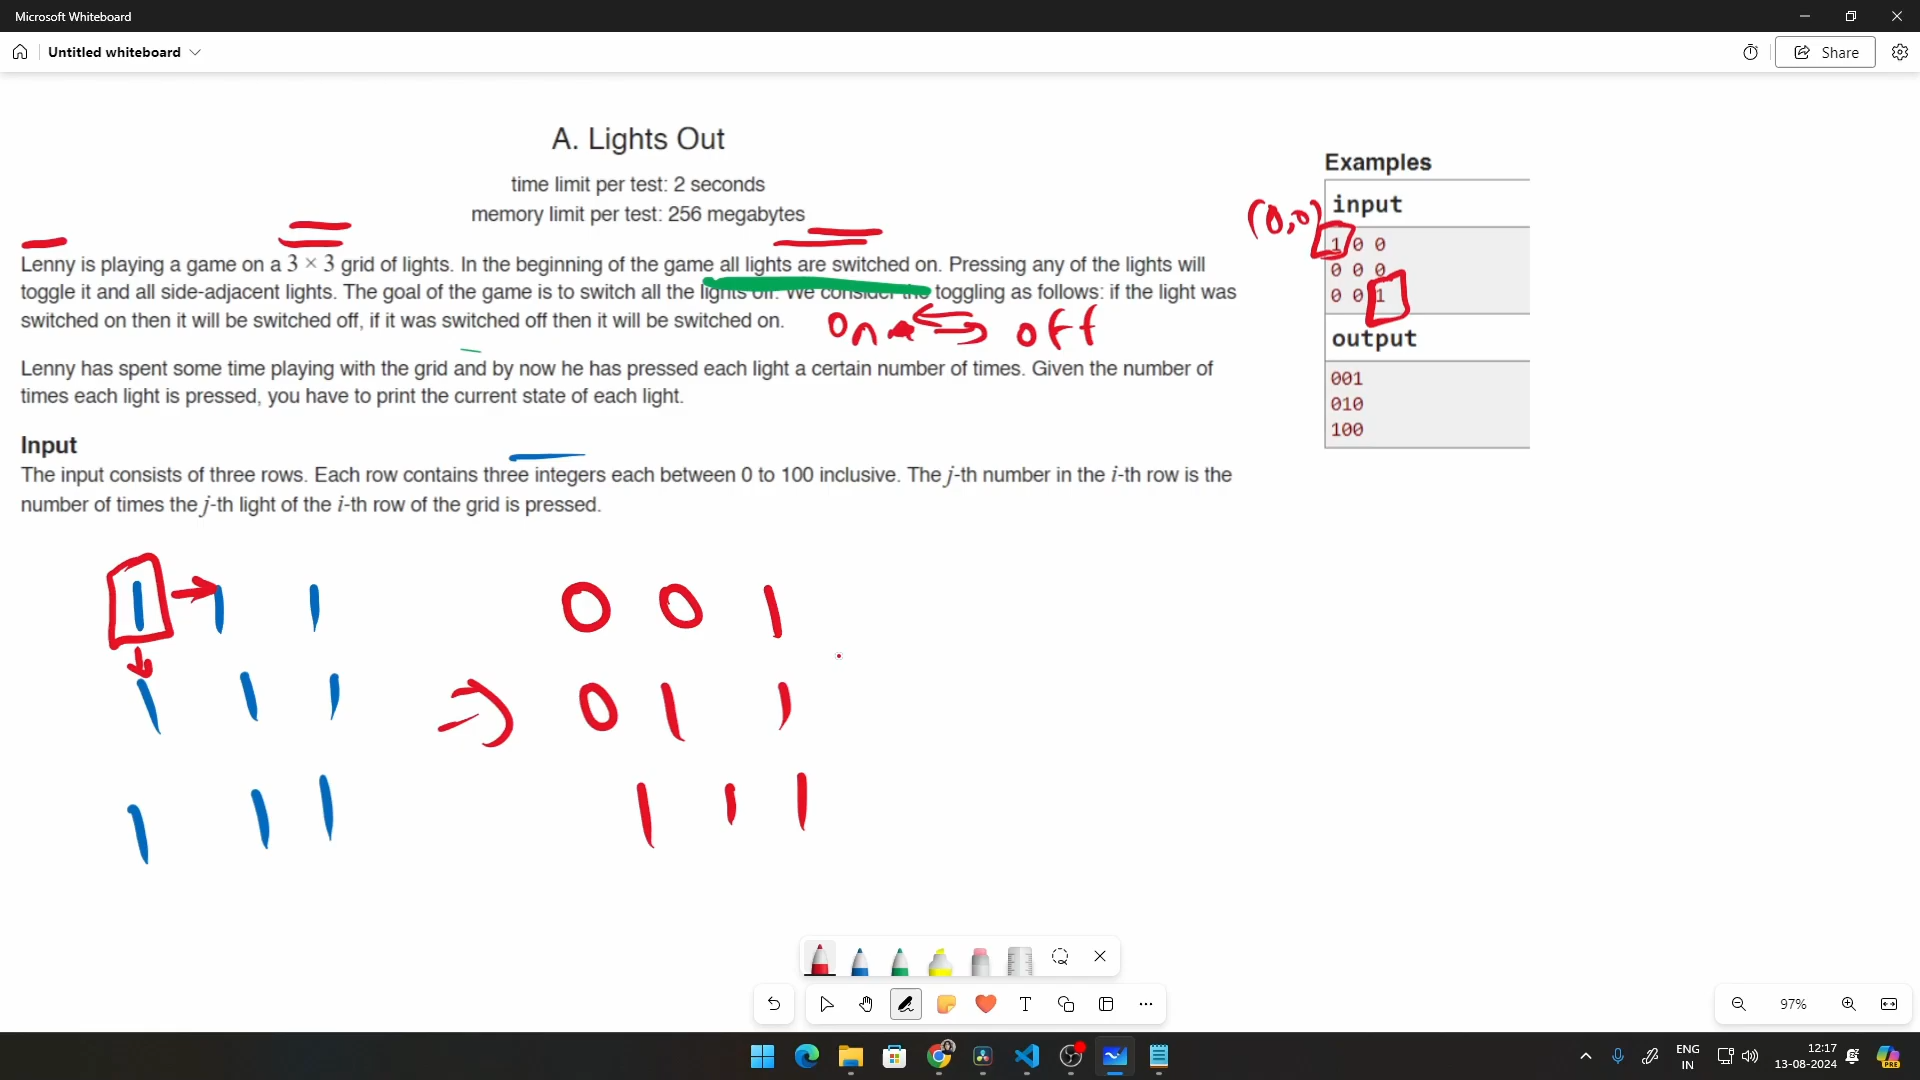 Microsoft Whiteboard
Untitled whiteboard
Share
A. Lights Out
time limit per test: 2 seconds
memory limit per test: 256 megabytes
Lenny is playing a game on a 3 × 3 grid of lights. In the beginning of the game all lights are switched on. Pressing any of the lights will
toggle it and all side-adjacent lights. The goal of the game is to switch all the lights off. We consider the toggling as follows: if the light was
switched on then it will be switched off, if it was switched off then it will be switched on.
on off
Lenny has spent some time playing with the grid and by now he has pressed each light a certain number of times. Given the number of
times each light is pressed, you have to print the current state of each light.
Input
The input consists of three rows. Each row contains three integers each between 0 to 100 inclusive. The j-th number in the i-th row is the
number of times the j-th light of the i-th row of the grid is pressed.
Examples
input
(0,0)
1 0 0
0 0 0
0 0 1
output
001
010
100
1 1 1
1 1 1
1 1 1
0 0 1
0 1 1
1 1 1
97%
ENG
IN
12:17
13-08-2024
PRE